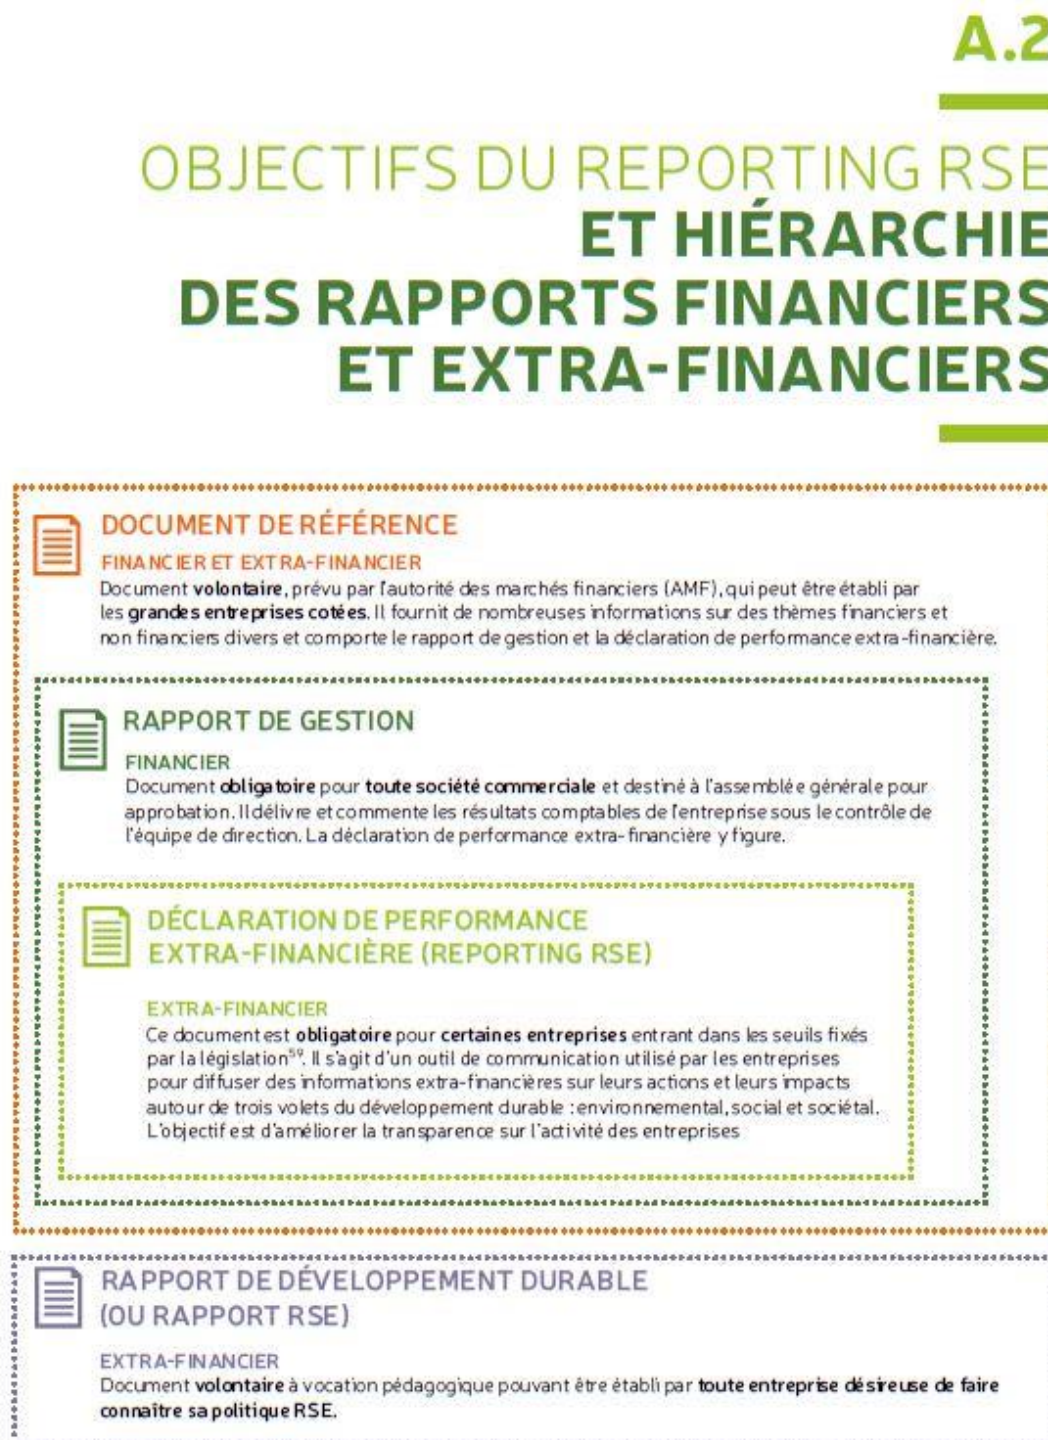 A.2
OBJECTIFS DU REPORTING RSE
ET HIÉRARCHIE
DES RAPPORTS FINANCIERS
ET EXTRA-FINANCIERS
DOCUMENT DE RÉFÉRENCE
FINANCIER ET EXTRA-FINANCIER
Document volontaire, prévu par l'autorité des marchés financiers (AMF), qui peut être établi par
les grandes entreprises cotées. Il fournit de nombreuses informations sur des thèmes financiers et
non financiers divers et comporte le rapport de gestion et la déclaration de performance extra-financière.
RAPPORT DE GESTION
FINANCIER
Document obligatoire pour toute société commerciale et destiné à l'assemblée générale pour
approbation. Il délivre et commente les résultats comptables de l'entreprise sous le contrôle de
l'équipe de direction. La déclaration de performance extra-financière y figure.
DÉCLARATION DE PERFORMANCE
EXTRA-FINANCIÈRE (REPORTING RSE)
EXTRA-FINANCIER
Ce document est obligatoire pour certaines entreprises entrant dans les seuils fixés
par la législation⁵⁹. Il s'agit d'un outil de communication utilisé par les entreprises
pour diffuser des informations extra-financières sur leurs actions et leurs impacts
autour de trois volets du développement durable : environnemental, social et sociétal.
L'objectif est d'améliorer la transparence sur l'activité des entreprises
RAPPORT DE DÉVELOPPEMENT DURABLE
(OU RAPPORT RSE)
EXTRA-FINANCIER
Document volontaire à vocation pédagogique pouvant être établi par toute entreprise désireuse de faire
connaître sa politique RSE.